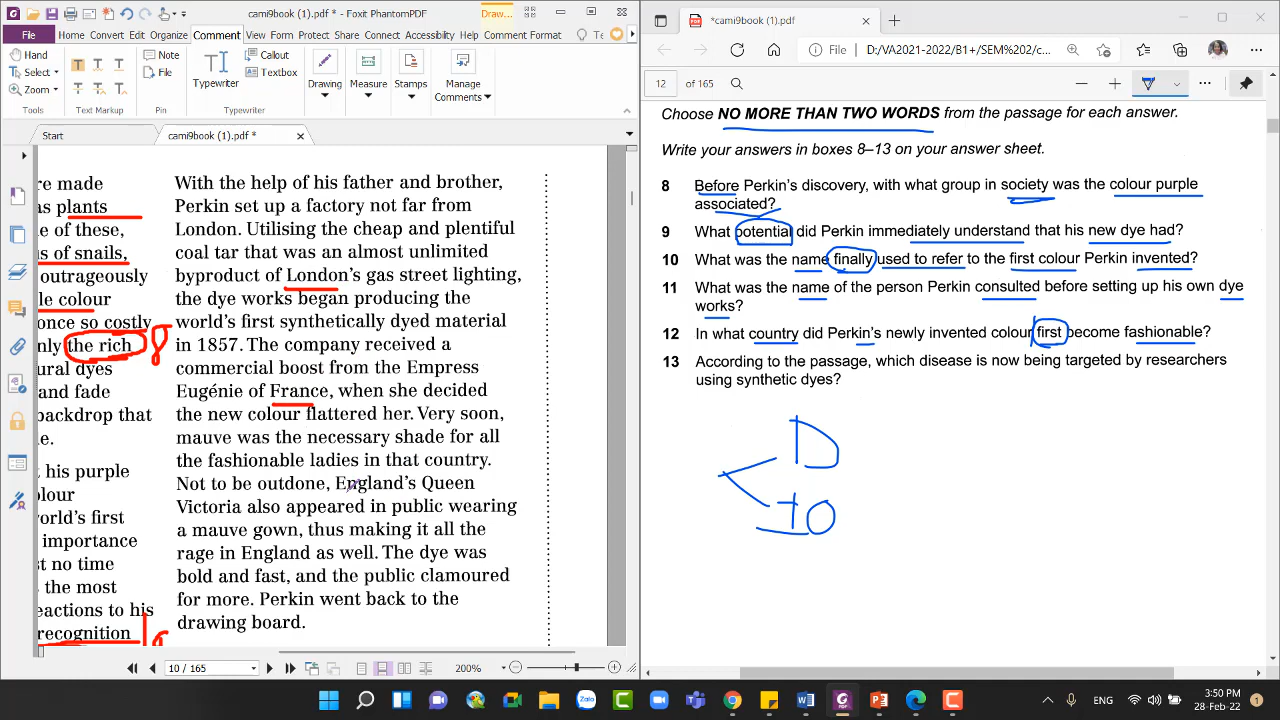 cami9book (1).pdf * - Foxit PhantomPDF
Draw...
File Home Convert Edit Organize Comment View Form Protect Connect Accessibility Help Comment Format Te
Hand
Select
Zoom
Tools
Text Markup
Note
File
Pin
Typewriter
Callout
Textbox
Typewriter
Drawing
Measure
Stamps
Manage
Comments
Start
cami9book (1).pdf *
re made
as plants
e of these,
us of snails,
outrageously
le colour
once so costly
nly the rich 8
ural dyes
and fade
backdrop that
e.
t his purple
olour
orld's first
importance
st no time
the most
eactions to his
recognition
With the help of his father and brother,
Perkin set up a factory not far from
London. Utilising the cheap and plentiful
coal tar that was an almost unlimited
byproduct of London's gas street lighting,
the dye works began producing the
world's first synthetically dyed material
in 1857. The company received a
commercial boost from the Empress
Eugénie of France, when she decided
the new colour flattered her. Very soon,
mauve was the necessary shade for all
the fashionable ladies in that country.
Not to be outdone, England's Queen
Victoria also appeared in public wearing
a mauve gown, thus making it all the
rage in England as well. The dye was
bold and fast, and the public clamoured
for more. Perkin went back to the
drawing board.
10 / 165
200%
*cami9book (1).pdf
File D:/VA2021-2022/B1+/SEM%202/c...
12 of 165
Choose NO MORE THAN TWO WORDS from the passage for each answer.
Write your answers in boxes 8–13 on your answer sheet.
8 Before Perkin's discovery, with what group in society was the colour purple
associated?
9 What potential did Perkin immediately understand that his new dye had?
10 What was the name finally used to refer to the first colour Perkin invented?
11 What was the name of the person Perkin consulted before setting up his own dye
works?
12 In what country did Perkin's newly invented colour first become fashionable?
13 According to the passage, which disease is now being targeted by researchers
using synthetic dyes?
D
10
ENG
3:50 PM
28-Feb-22